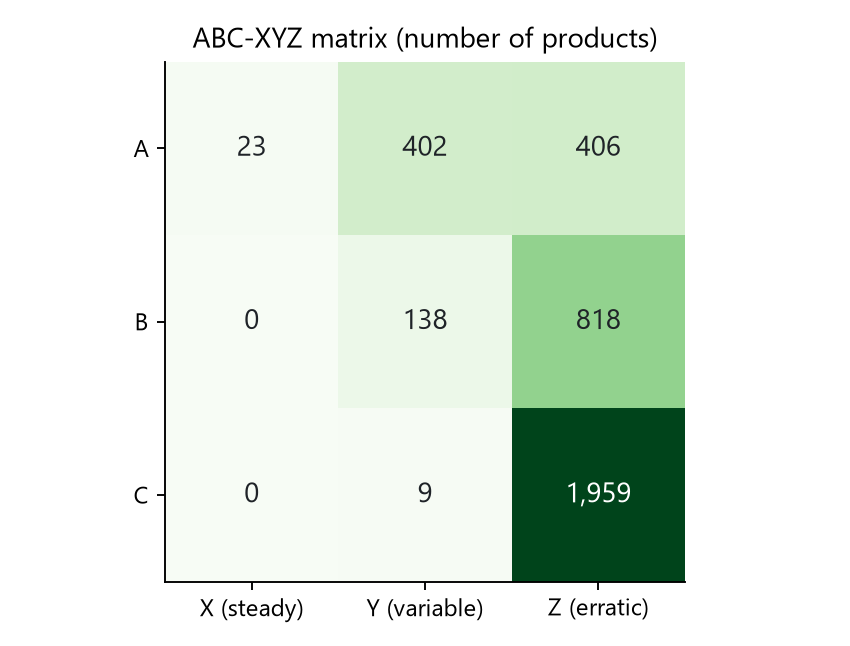 ABC-XYZ matrix (number of products)
A 23 402 406
B 0 138 818
C 0 9 1,959
X (steady) Y (variable) Z (erratic)